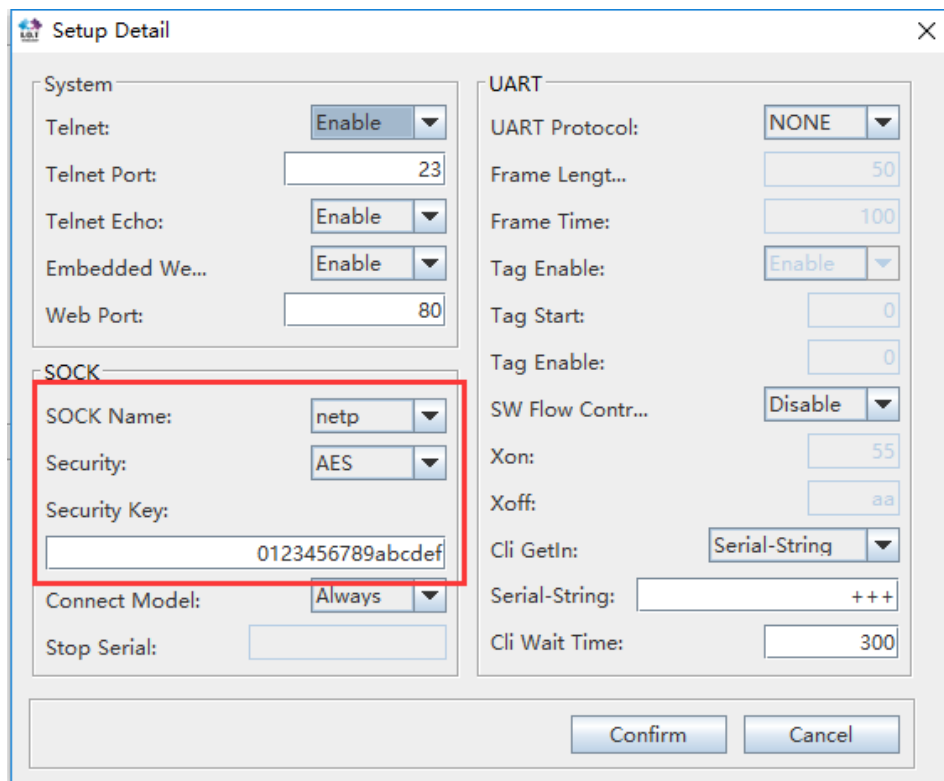 Setup Detail
System
Telnet: Enable
Telnet Port: 23
Telnet Echo: Enable
Embedded We... Enable
Web Port: 80
SOCK
SOCK Name: netp
Security: AES
Security Key:
0123456789abcdef
Connect Model: Always
Stop Serial:
UART
UART Protocol: NONE
Frame Lengt... 50
Frame Time: 100
Tag Enable: Enable
Tag Start: 0
Tag Enable: 0
SW Flow Contr... Disable
Xon: 55
Xoff: aa
Cli GetIn: Serial-String
Serial-String: +++
Cli Wait Time: 300
Confirm Cancel